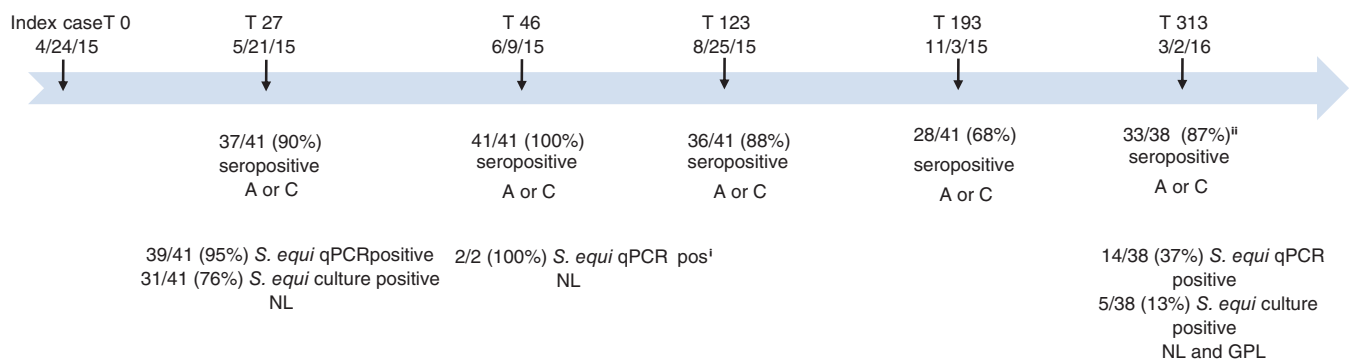 Index caseT 0
4/24/15
T 27
5/21/15
T 46
6/9/15
T 123
8/25/15
T 193
11/3/15
T 313
3/2/16
37/41 (90%)
seropositive
A or C
41/41 (100%)
seropositive
A or C
36/41 (88%)
seropositive
A or C
28/41 (68%)
seropositive
A or C
33/38 (87%)ii
seropositive
A or C
39/41 (95%) S. equi qPCRpositive
31/41 (76%) S. equi culture positive
NL
2/2 (100%) S. equi qPCR posi
NL
14/38 (37%) S. equi qPCR
positive
5/38 (13%) S. equi culture
positive
NL and GPL